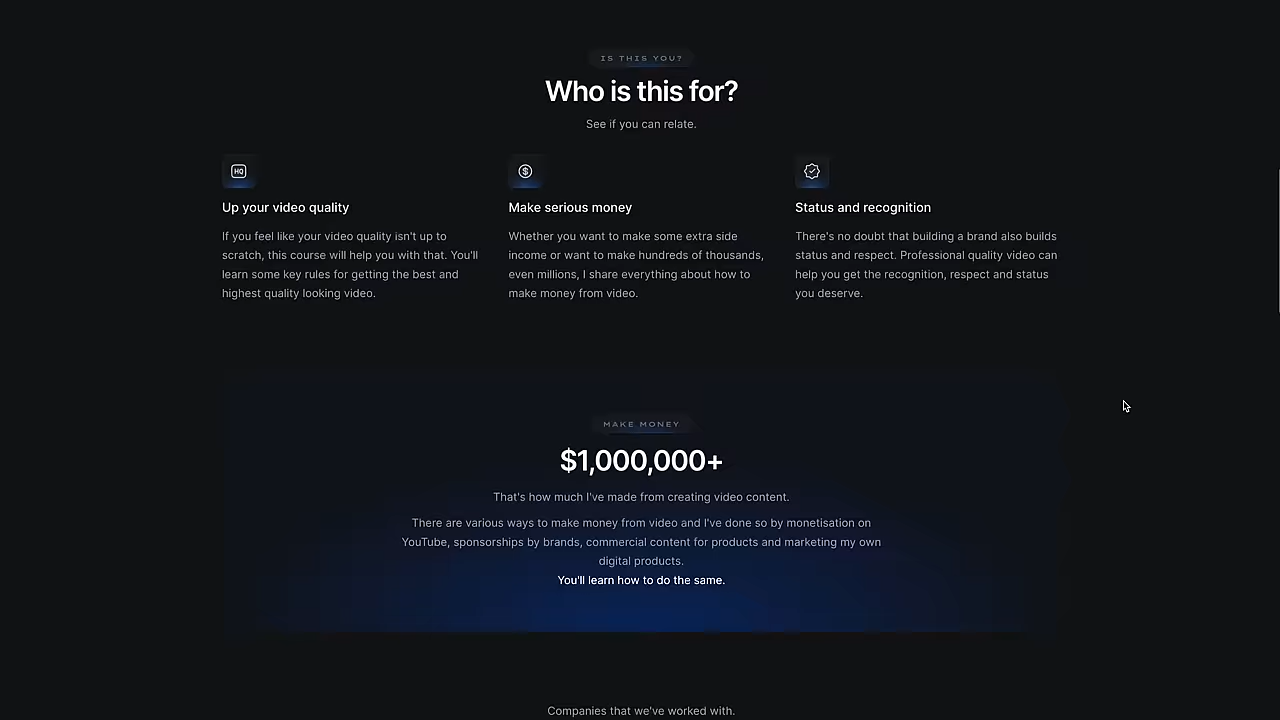 IS THIS YOU?
Who is this for?
See if you can relate.
HQ
$
Up your video quality
If you feel like your video quality isn't up to
scratch, this course will help you with that. You'll
learn some key rules for getting the best and
highest quality looking video.
Make serious money
Whether you want to make some extra side
income or want to make hundreds of thousands,
even millions, I share everything about how to
make money from video.
Status and recognition
There's no doubt that building a brand also builds
status and respect. Professional quality video can
help you get the recognition, respect and status
you deserve.
MAKE MONEY
$1,000,000+
That's how much I've made from creating video content.
There are various ways to make money from video and I've done so by monetisation on
YouTube, sponsorships by brands, commercial content for products and marketing my own
digital products.
You'll learn how to do the same.
Companies that we've worked with.